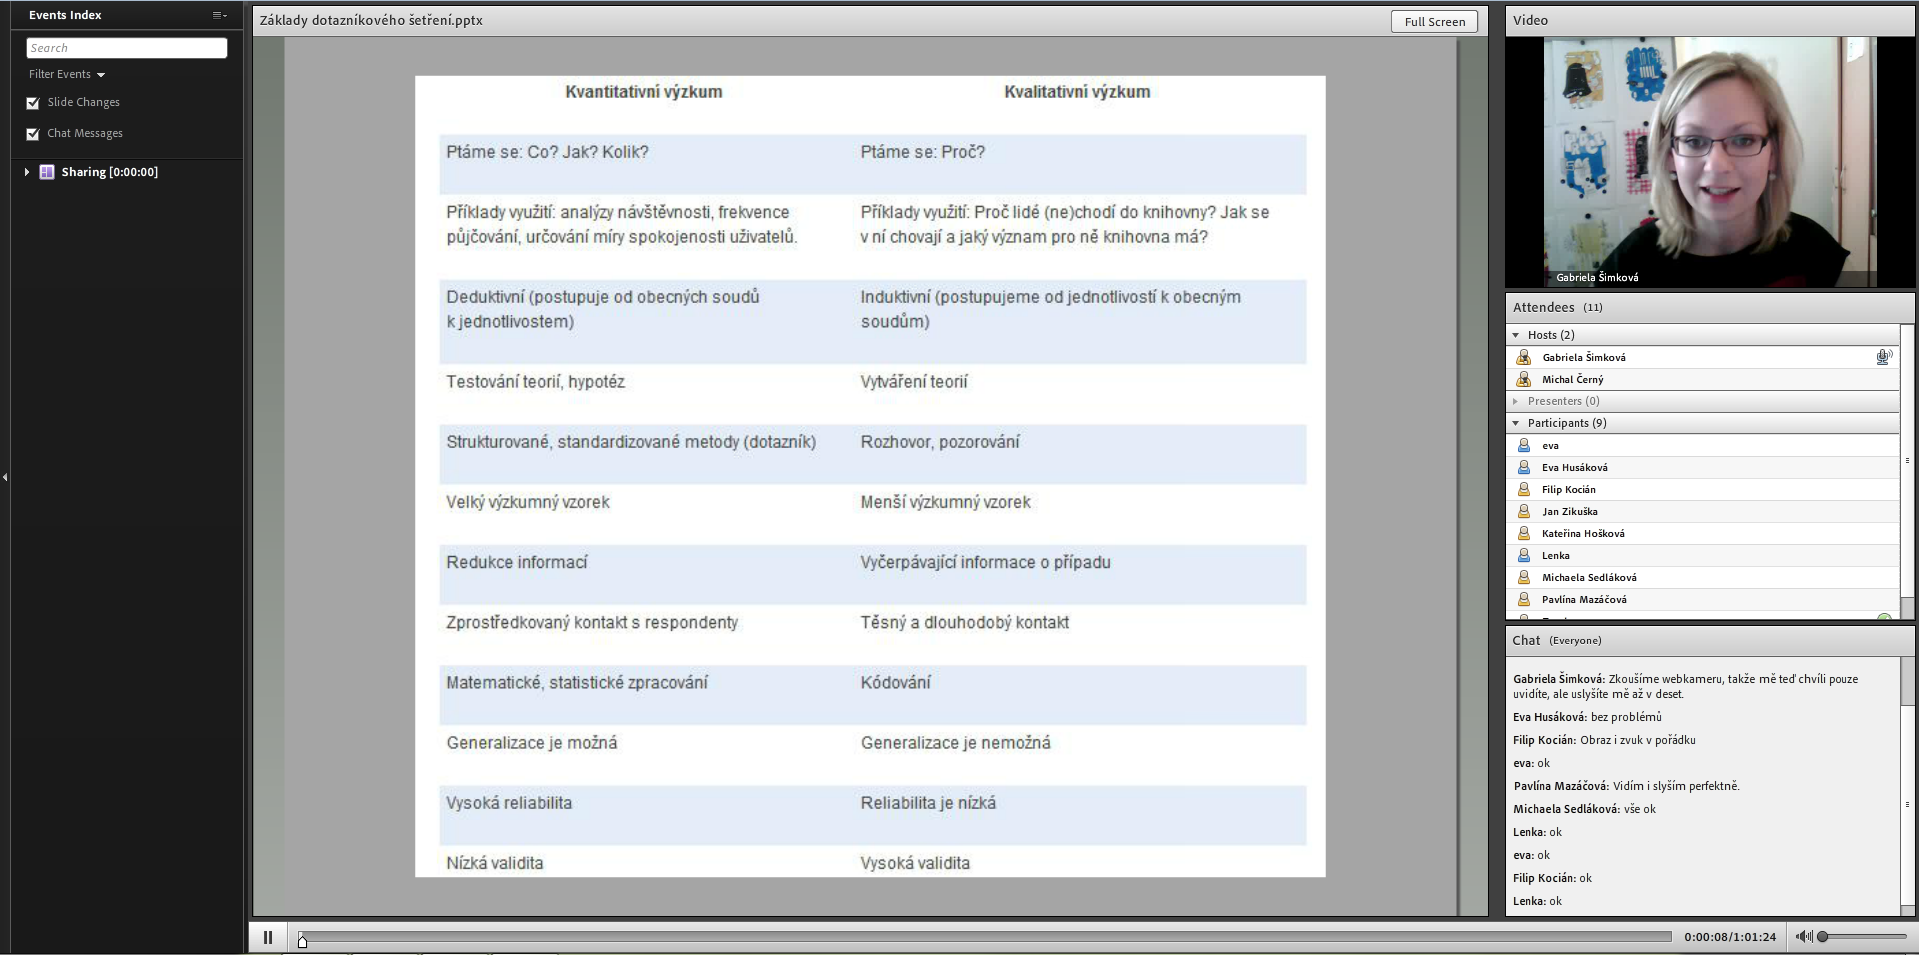 Events Index
Search
Filter Events
Slide Changes
Chat Messages
Sharing [0:00:00]
Základy dotazníkového šetření.pptx
Full Screen
Kvantitativní výzkum
Kvalitativní výzkum
Ptáme se: Co? Jak? Kolik?
Ptáme se: Proč?
Příklady využití: analýzy návštěvnosti, frekvence
půjčování, určování míry spokojenosti uživatelů.
Příklady využití: Proč lidé (ne)chodí do knihovny? Jak se
v ní chovají a jaký význam pro ně knihovna má?
Deduktivní (postupuje od obecných soudů
k jednotlivostem)
Induktivní (postupujeme od jednotlivostí k obecným
soudům)
Testování teorií, hypotéz
Vytváření teorií
Strukturované, standardizované metody (dotazník)
Rozhovor, pozorování
Velký výzkumný vzorek
Menší výzkumný vzorek
Redukce informací
Vyčerpávající informace o případu
Zprostředkovaný kontakt s respondenty
Těsný a dlouhodobý kontakt
Matematické, statistické zpracování
Kódování
Generalizace je možná
Generalizace je nemožná
Vysoká reliabilita
Reliabilita je nízká
Nízká validita
Vysoká validita
0:00:08/1:01:24
Video
Gabriela Šimková
Attendees (11)
Hosts (2)
Gabriela Šimková
Michal Černý
Presenters (0)
Participants (9)
eva
Eva Husáková
Filip Kocián
Jan Zikuška
Kateřina Hošková
Lenka
Michaela Sedláková
Pavlína Mazáčová
Chat (Everyone)
Gabriela Šimková: Zkoušíme webkameru, takže mě teď chvíli pouze
uvidíte, ale uslyšíte mě až v deset.
Eva Husáková: bez problémů
Filip Kocián: Obraz i zvuk v pořádku
eva: ok
Pavlína Mazáčová: Vidím i slyším perfektně.
Michaela Sedláková: vše ok
Lenka: ok
eva: ok
Filip Kocián: ok
Lenka: ok